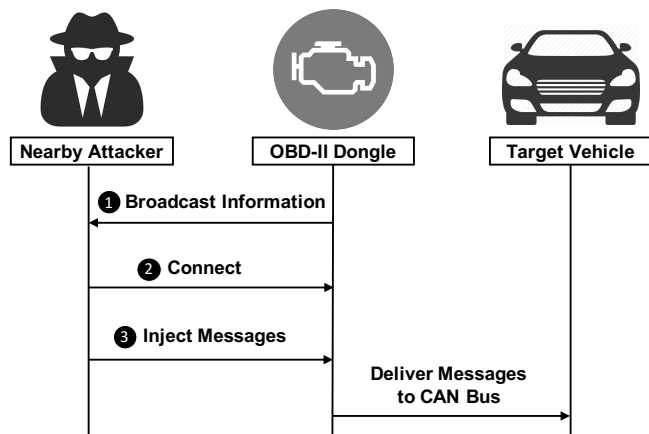 Nearby Attacker
OBD-II Dongle
Target Vehicle
1 Broadcast Information
2 Connect
3 Inject Messages
Deliver Messages
to CAN Bus